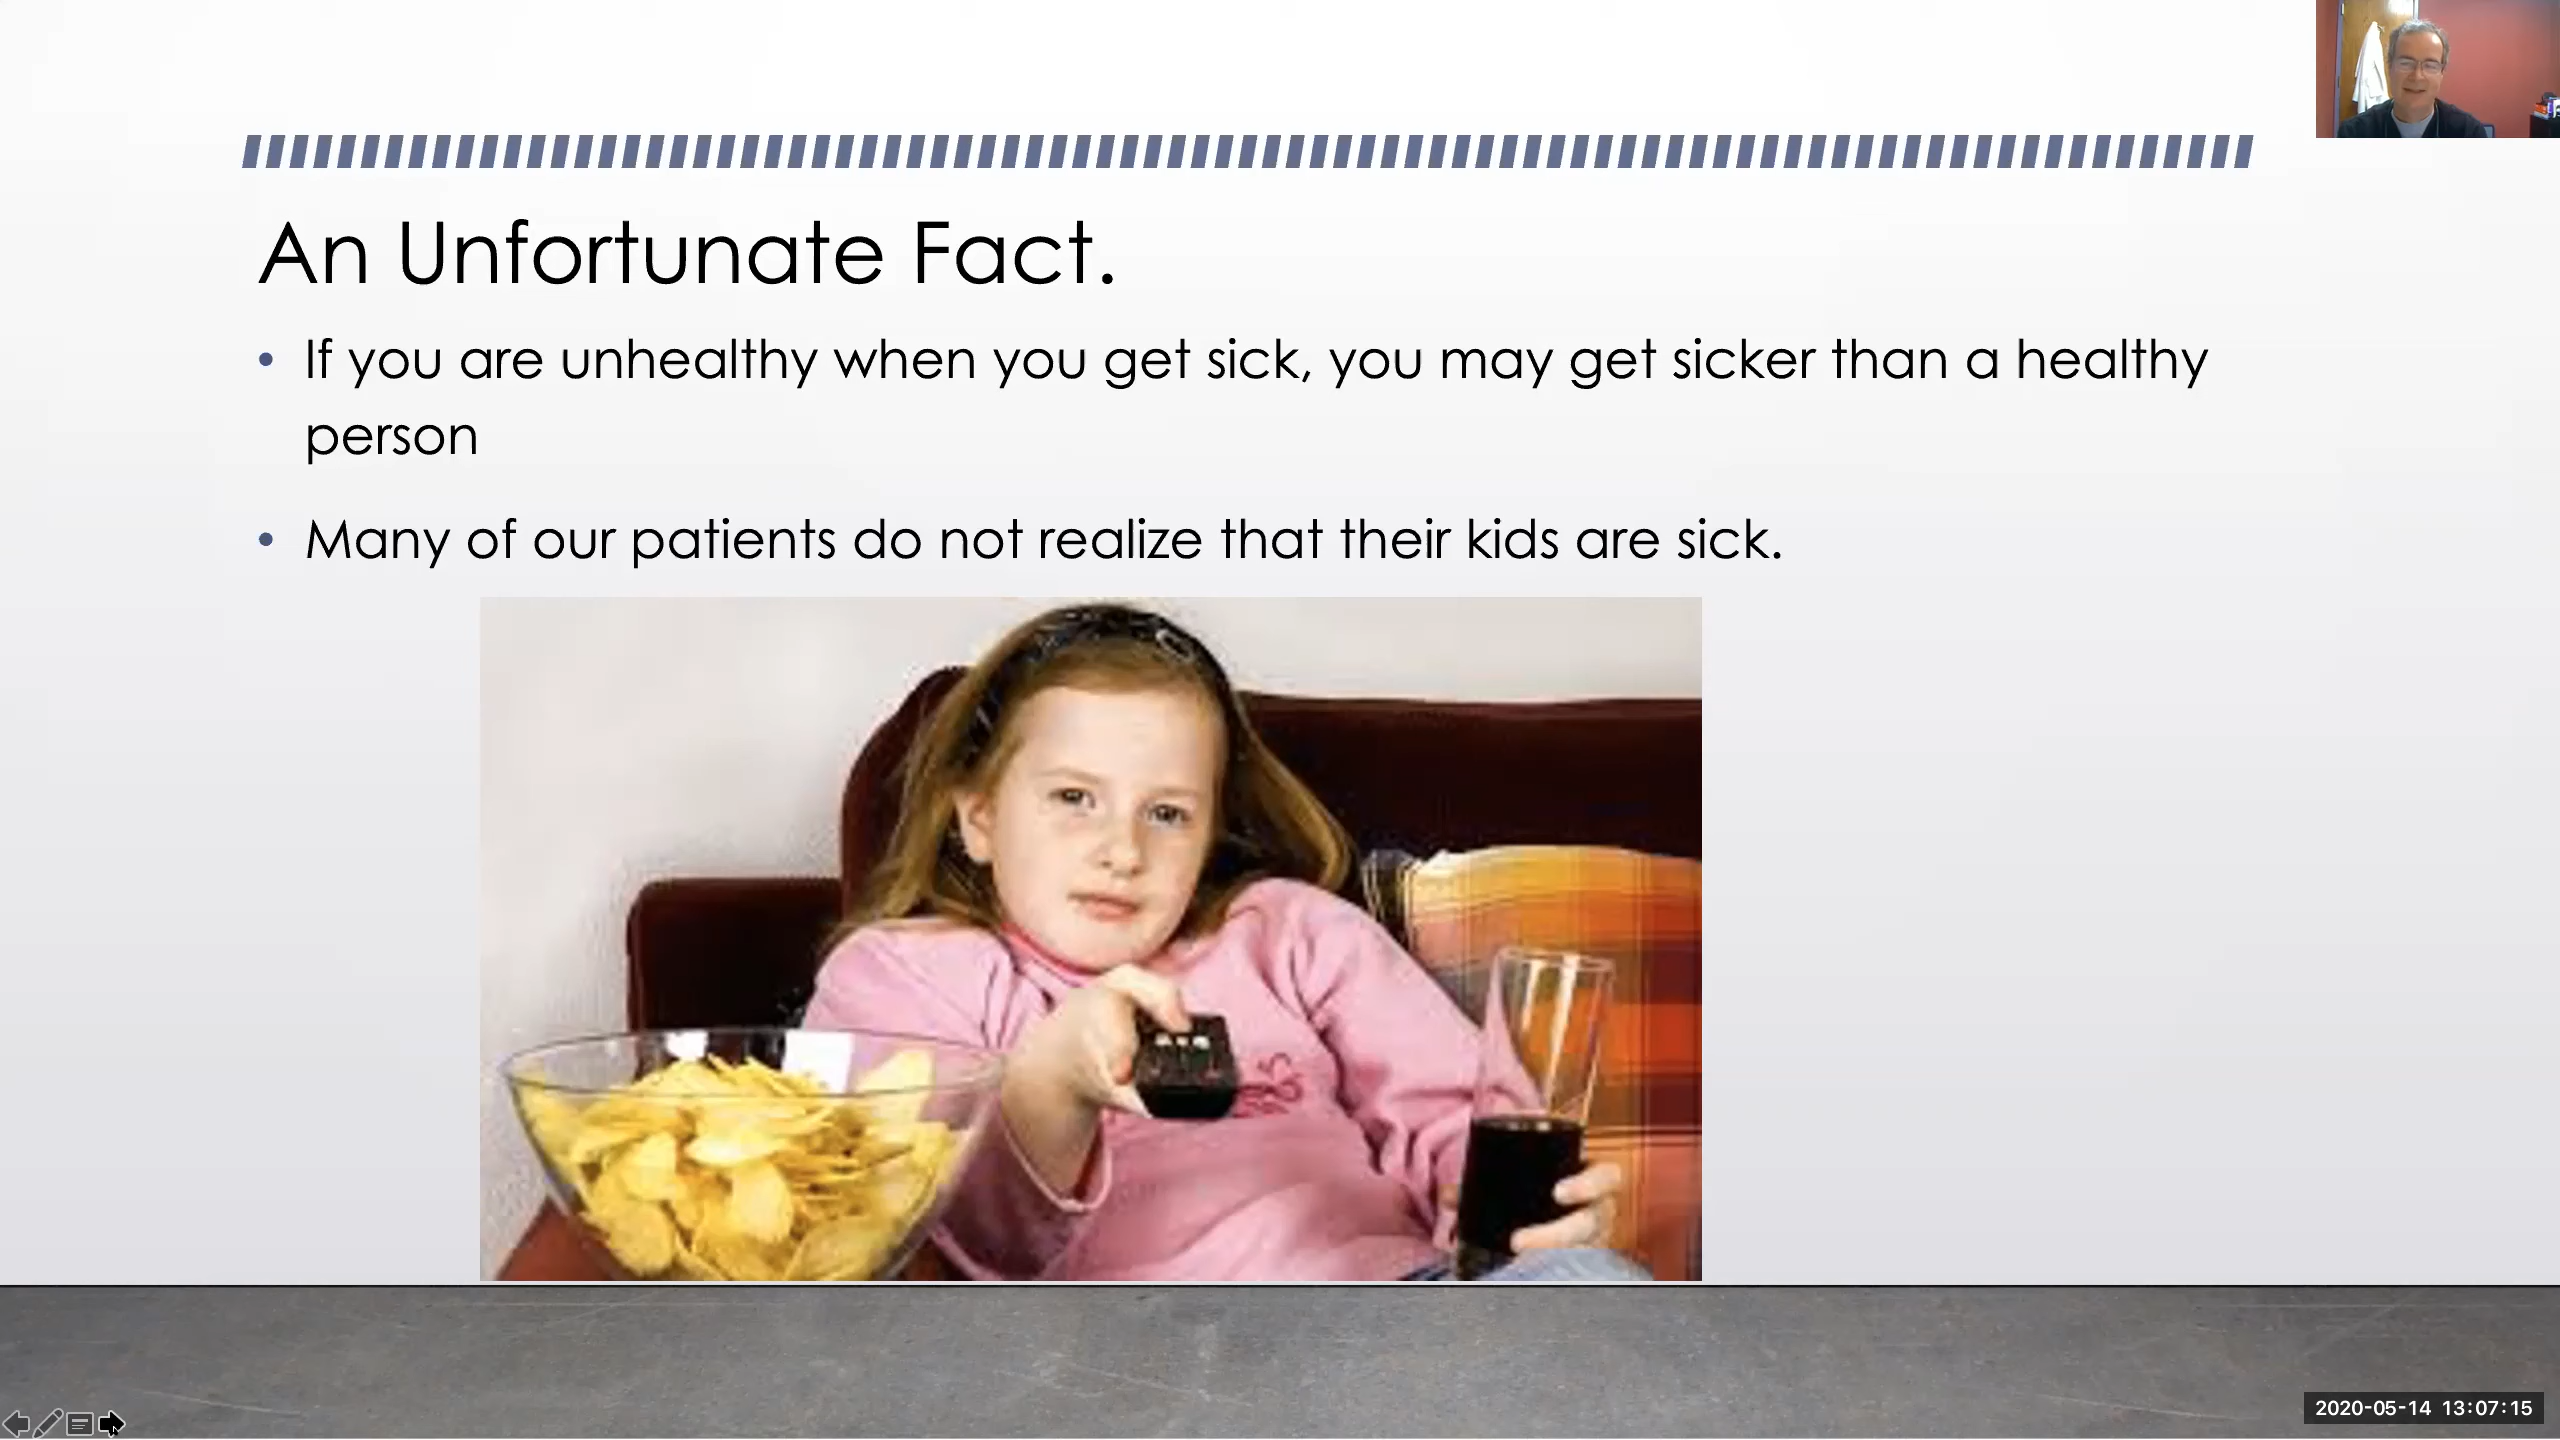 An Unfortunate Fact.
• If you are unhealthy when you get sick, you may get sicker than a healthy
person
• Many of our patients do not realize that their kids are sick.
2020-05-14 13:07:15